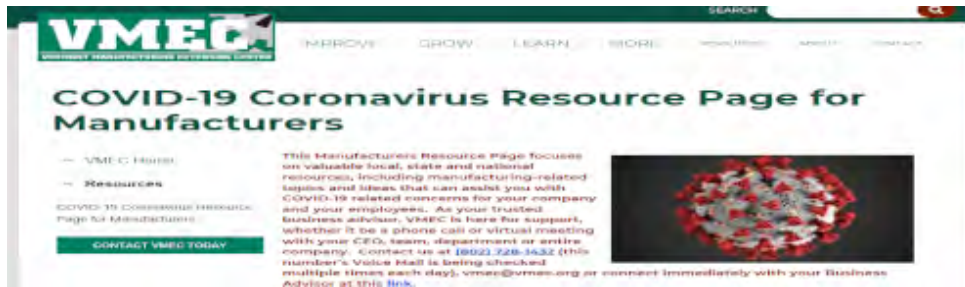 SEARCH
VMEC
VERMONT MANUFACTURING EXTENSION CENTER
IMPROVE GROW LEARN MORE RESOURCES ABOUT CONTACT
COVID-19 Coronavirus Resource Page for
Manufacturers
VMEC Home
Resources
COVID-19 Coronavirus Resource
Page for Manufacturers
CONTACT VMEC TODAY
This Manufacturers Resource Page focuses
on valuable local, state and national
resources, including manufacturing-related
topics and ideas that can assist you with
COVID-19 related concerns for your company
and your employees. As your trusted
business advisor, VMEC is here for support,
whether it be a phone call or virtual meeting
with your CEO, team, department or entire
company. Contact us at (802) 728-1432 (this
number's Voice Mail is being checked
multiple times each day), vmec@vmec.org or connect immediately with your Business
Advisor at this link.